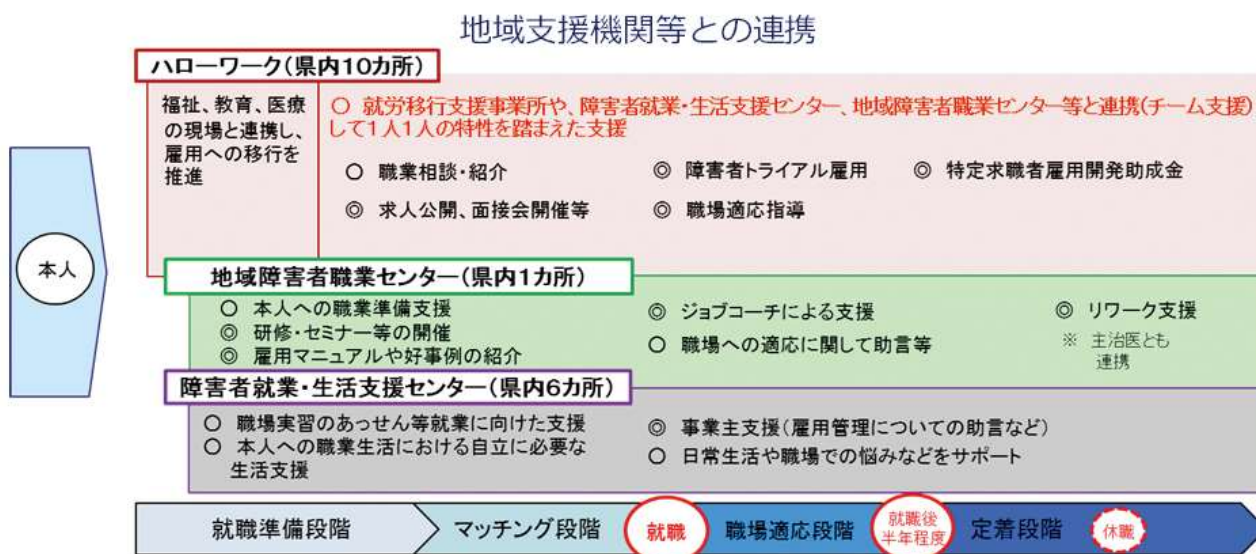 地域支援機関等との連携
ハローワーク(県内10カ所)
福祉、教育、医療
の現場と連携し、
雇用への移行を
推進
○ 就労移行支援事業所や、障害者就業・生活支援センター、地域障害者職業センター等と連携(チーム支援)
して1人1人の特性を踏まえた支援
○ 職業相談・紹介
◎ 障害者トライアル雇用
◎ 特定求職者雇用開発助成金
◎ 求人公開、面接会開催等
◎ 職場適応指導
本人
地域障害者職業センター(県内1カ所)
○ 本人への職業準備支援
◎ 研修・セミナー等の開催
◎ 雇用マニュアルや好事例の紹介
◎ ジョブコーチによる支援
○ 職場への適応に関して助言等
◎ リワーク支援
※ 主治医とも
連携
障害者就業・生活支援センター(県内6カ所)
○ 職場実習のあっせん等就業に向けた支援
○ 本人への職業生活における自立に必要な
生活支援
◎ 事業主支援(雇用管理についての助言など)
○ 日常生活や職場での悩みなどをサポート
就職準備段階
マッチング段階
就職
職場適応段階
就職後
半年程度
定着段階
休職